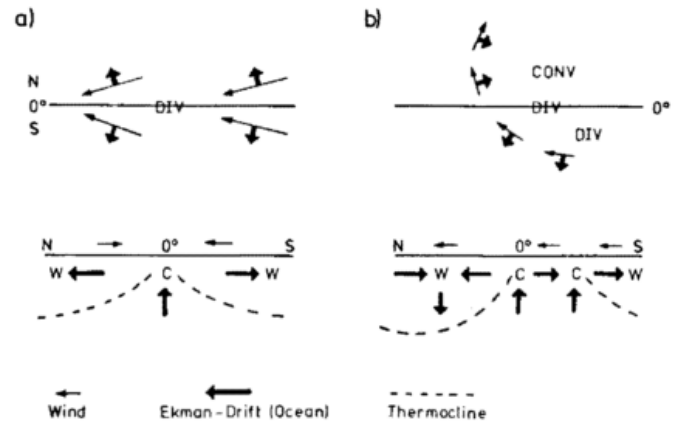 a)
N
0°
DIV
S
N 0° S
W C W
b)
CONV
DIV 0°
DIV
N 0° S
W C C W
Wind
Ekman-Drift (Ocean)
Thermocline